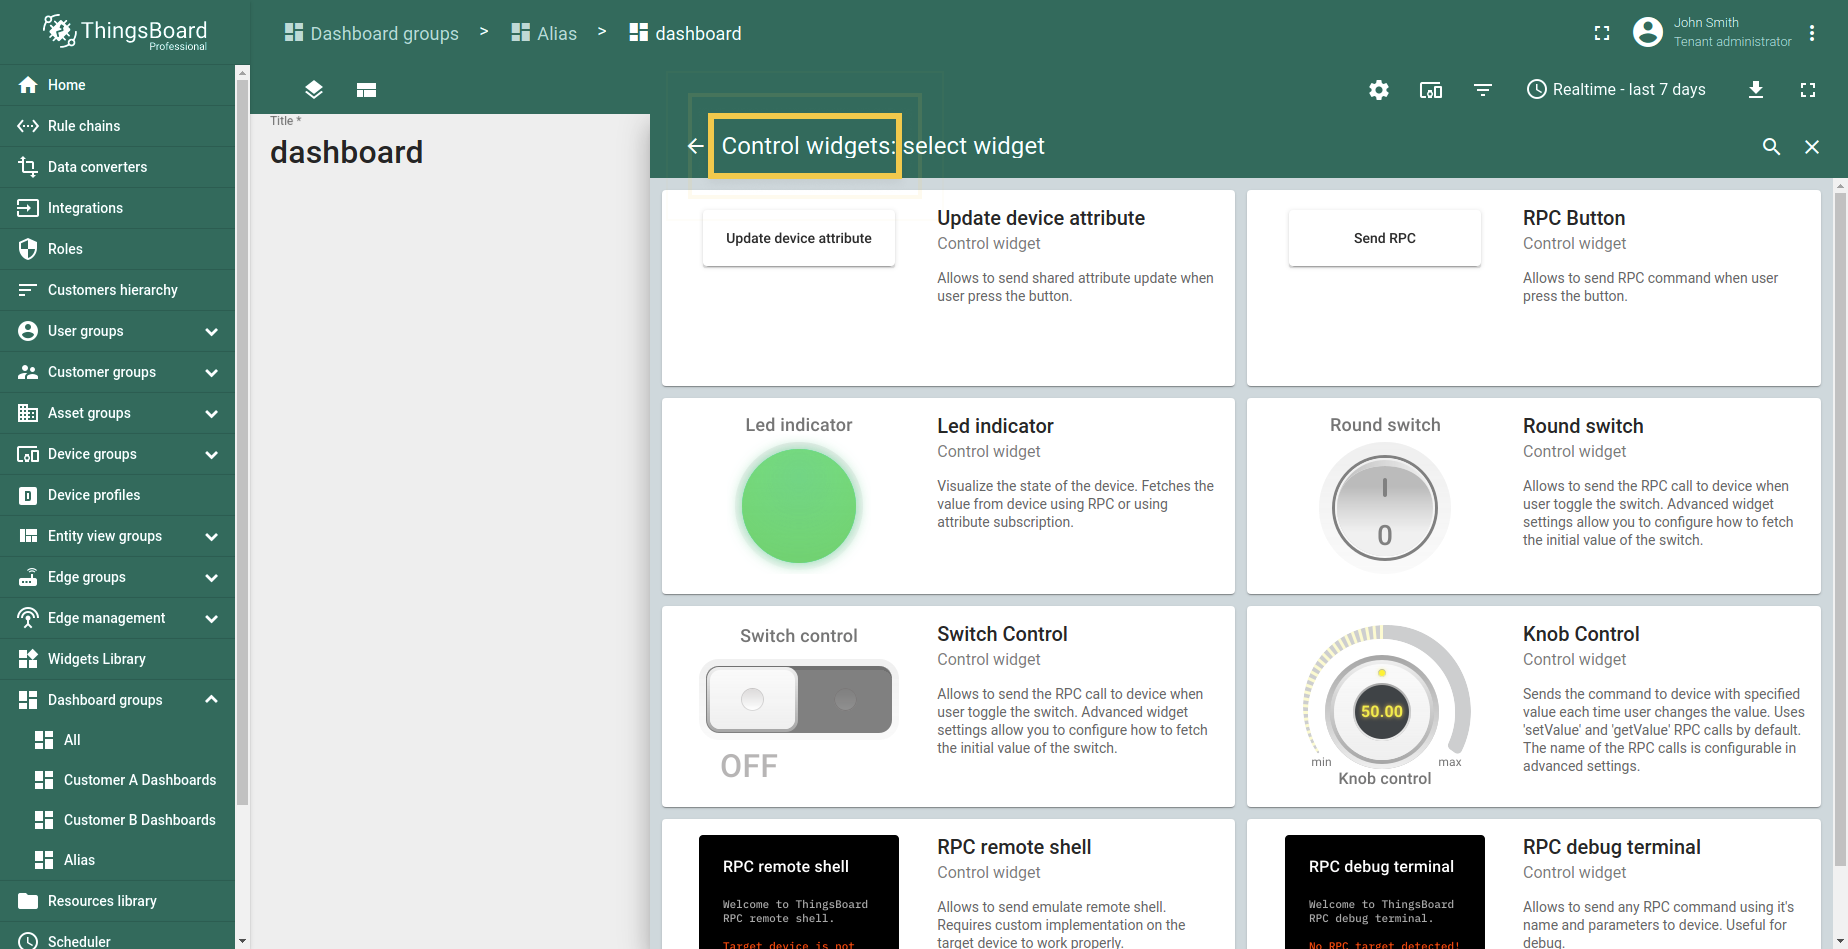 ThingsBoard
Professional
Dashboard groups > Alias > dashboard
John Smith
Tenant administrator
Realtime - last 7 days
Home
Rule chains
Data converters
Integrations
Roles
Customers hierarchy
User groups
Customer groups
Asset groups
Device groups
Device profiles
Entity view groups
Edge groups
Edge management
Widgets Library
Dashboard groups
All
Customer A Dashboards
Customer B Dashboards
Alias
Resources library
Scheduler
Title *
dashboard
Control widgets: select widget
Update device attribute
Update device attribute
Control widget
Allows to send shared attribute update when
user press the button.
Send RPC
RPC Button
Control widget
Allows to send RPC command when user
press the button.
Led indicator
Led indicator
Control widget
Visualize the state of the device. Fetches the
value from device using RPC or using
attribute subscription.
Round switch
0
Round switch
Control widget
Allows to send the RPC call to device when
user toggle the switch. Advanced widget
settings allow you to configure how to fetch
the initial value of the switch.
Switch control
OFF
Switch Control
Control widget
Allows to send the RPC call to device when
user toggle the switch. Advanced widget
settings allow you to configure how to fetch
the initial value of the switch.
50.00
min
max
Knob control
Knob Control
Control widget
Sends the command to device with specified
value each time user changes the value. Uses
'setValue' and 'getValue' RPC calls by default.
The name of the RPC calls is configurable in
advanced settings.
RPC remote shell
Welcome to ThingsBoard
RPC remote shell.
Target device is not
RPC remote shell
Control widget
Allows to send emulate remote shell.
Requires custom implementation on the
target device to work properly.
RPC debug terminal
Welcome to ThingsBoard
RPC debug terminal.
No RPC target detected!
RPC debug terminal
Control widget
Allows to send any RPC command using it's
name and parameters to device. Useful for
debug.